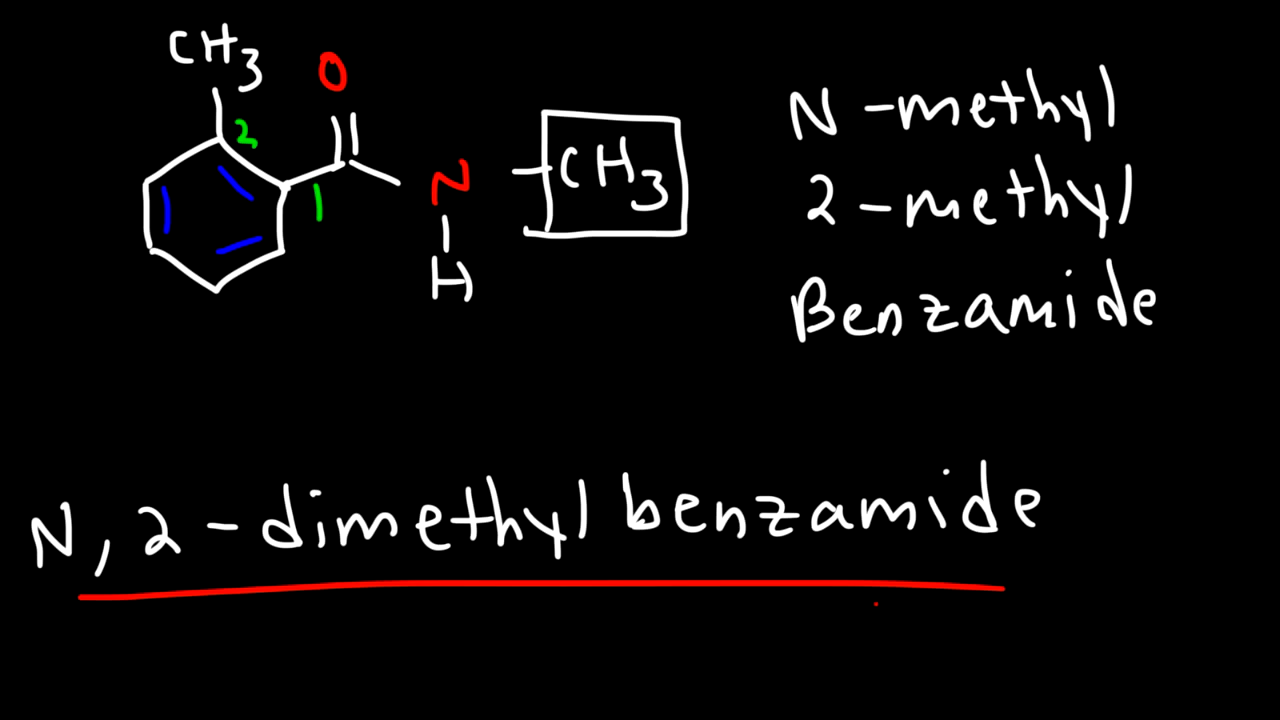 CH3
O
2
1
N
H
CH3
N-methyl
2-methyl
Benzamide
N, 2-dimethyl benzamide